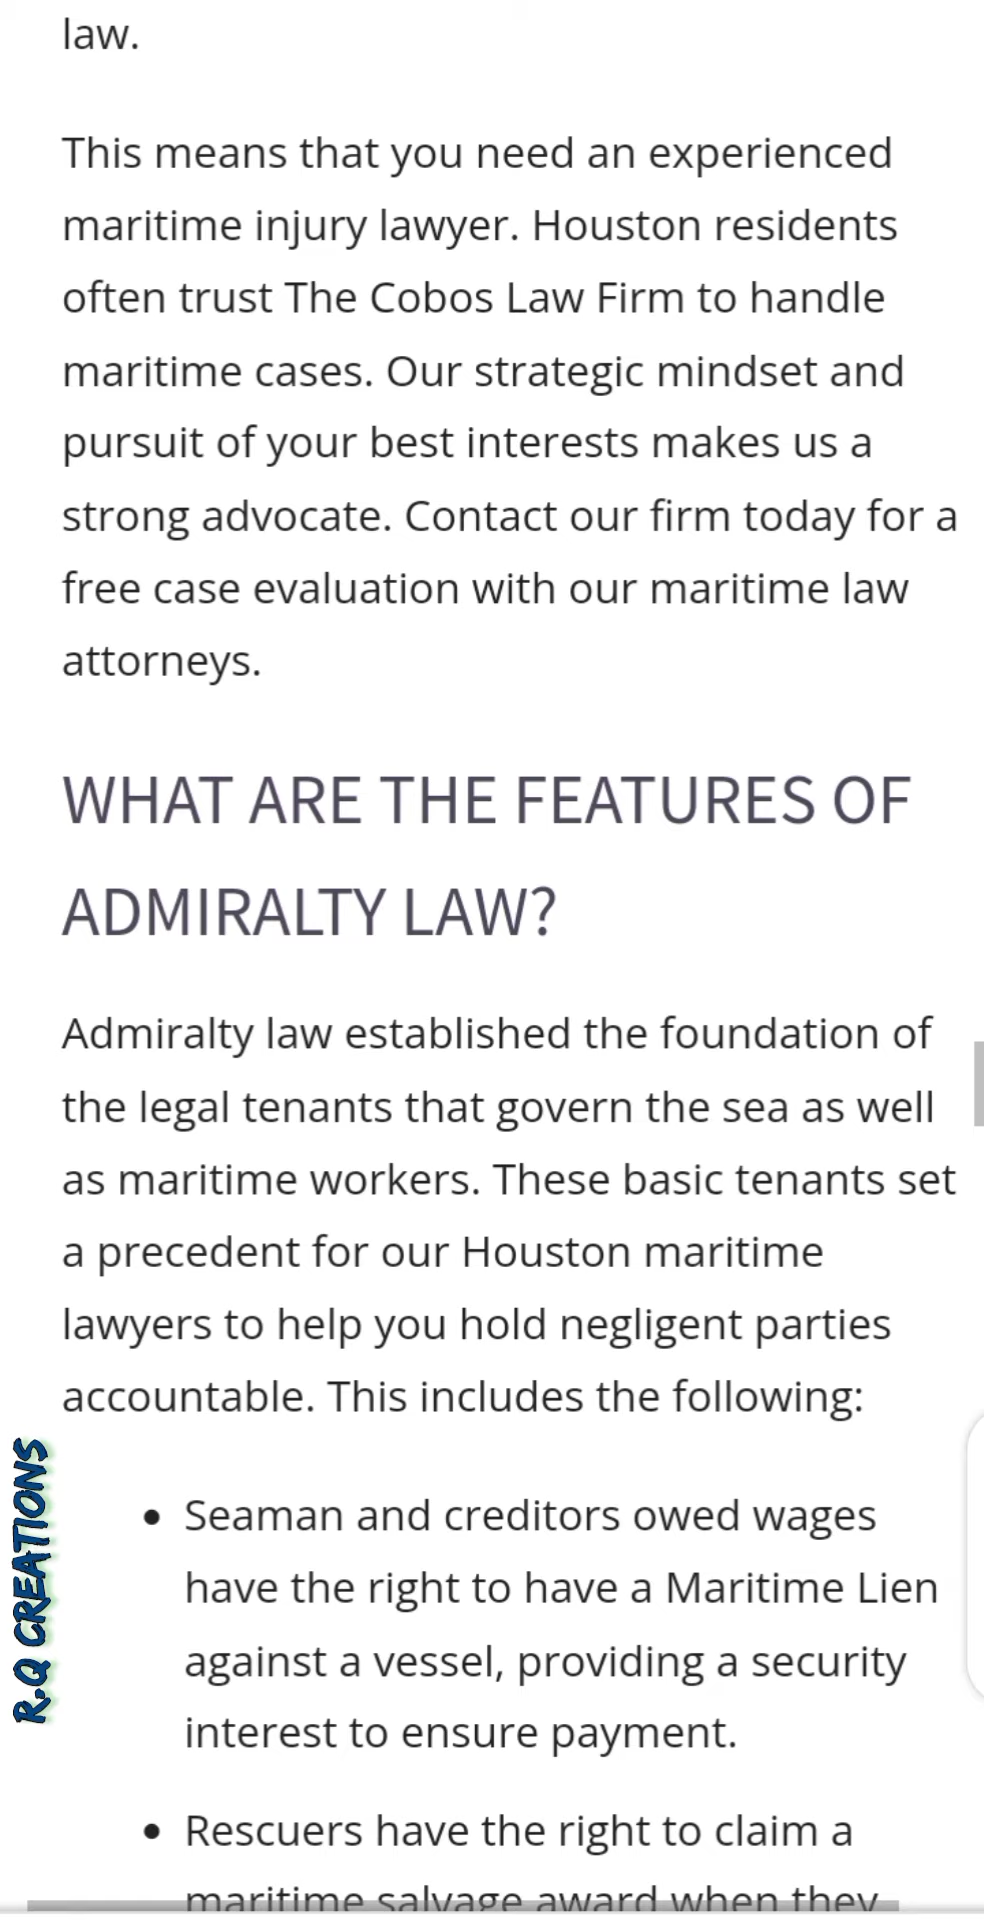 law.
This means that you need an experienced
maritime injury lawyer. Houston residents
often trust The Cobos Law Firm to handle
maritime cases. Our strategic mindset and
pursuit of your best interests makes us a
strong advocate. Contact our firm today for a
free case evaluation with our maritime law
attorneys.
WHAT ARE THE FEATURES OF
ADMIRALTY LAW?
Admiralty law established the foundation of
the legal tenants that govern the sea as well
as maritime workers. These basic tenants set
a precedent for our Houston maritime
lawyers to help you hold negligent parties
accountable. This includes the following:
R.Q CREATIONS
• Seaman and creditors owed wages
have the right to have a Maritime Lien
against a vessel, providing a security
interest to ensure payment.
• Rescuers have the right to claim a
maritime salvage award when they